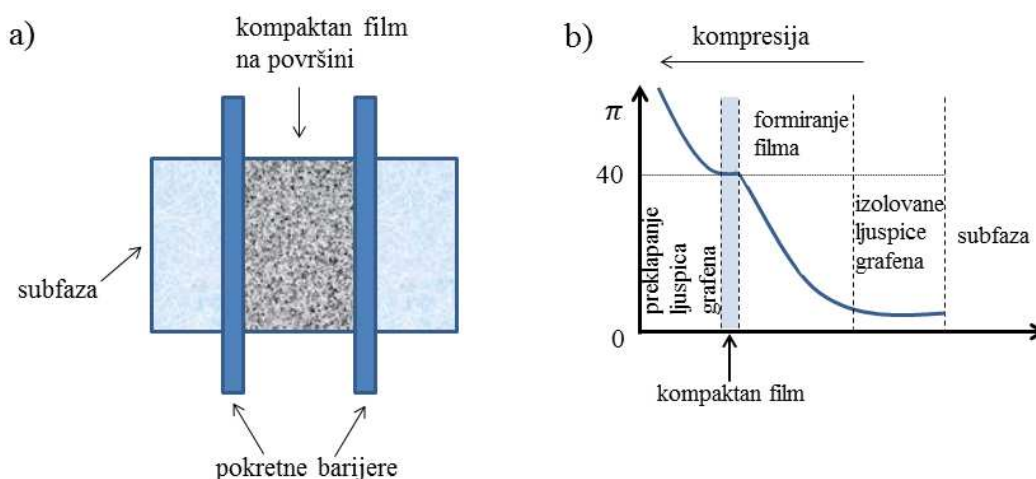 a)
kompaktan film
na površini
subfaza
pokretne barijere
b)
kompresija
π
40
0
formiranje
filma
preklapanje
ljuspica
grafena
izolovane
ljuspice
grafena
subfaza
kompaktan film